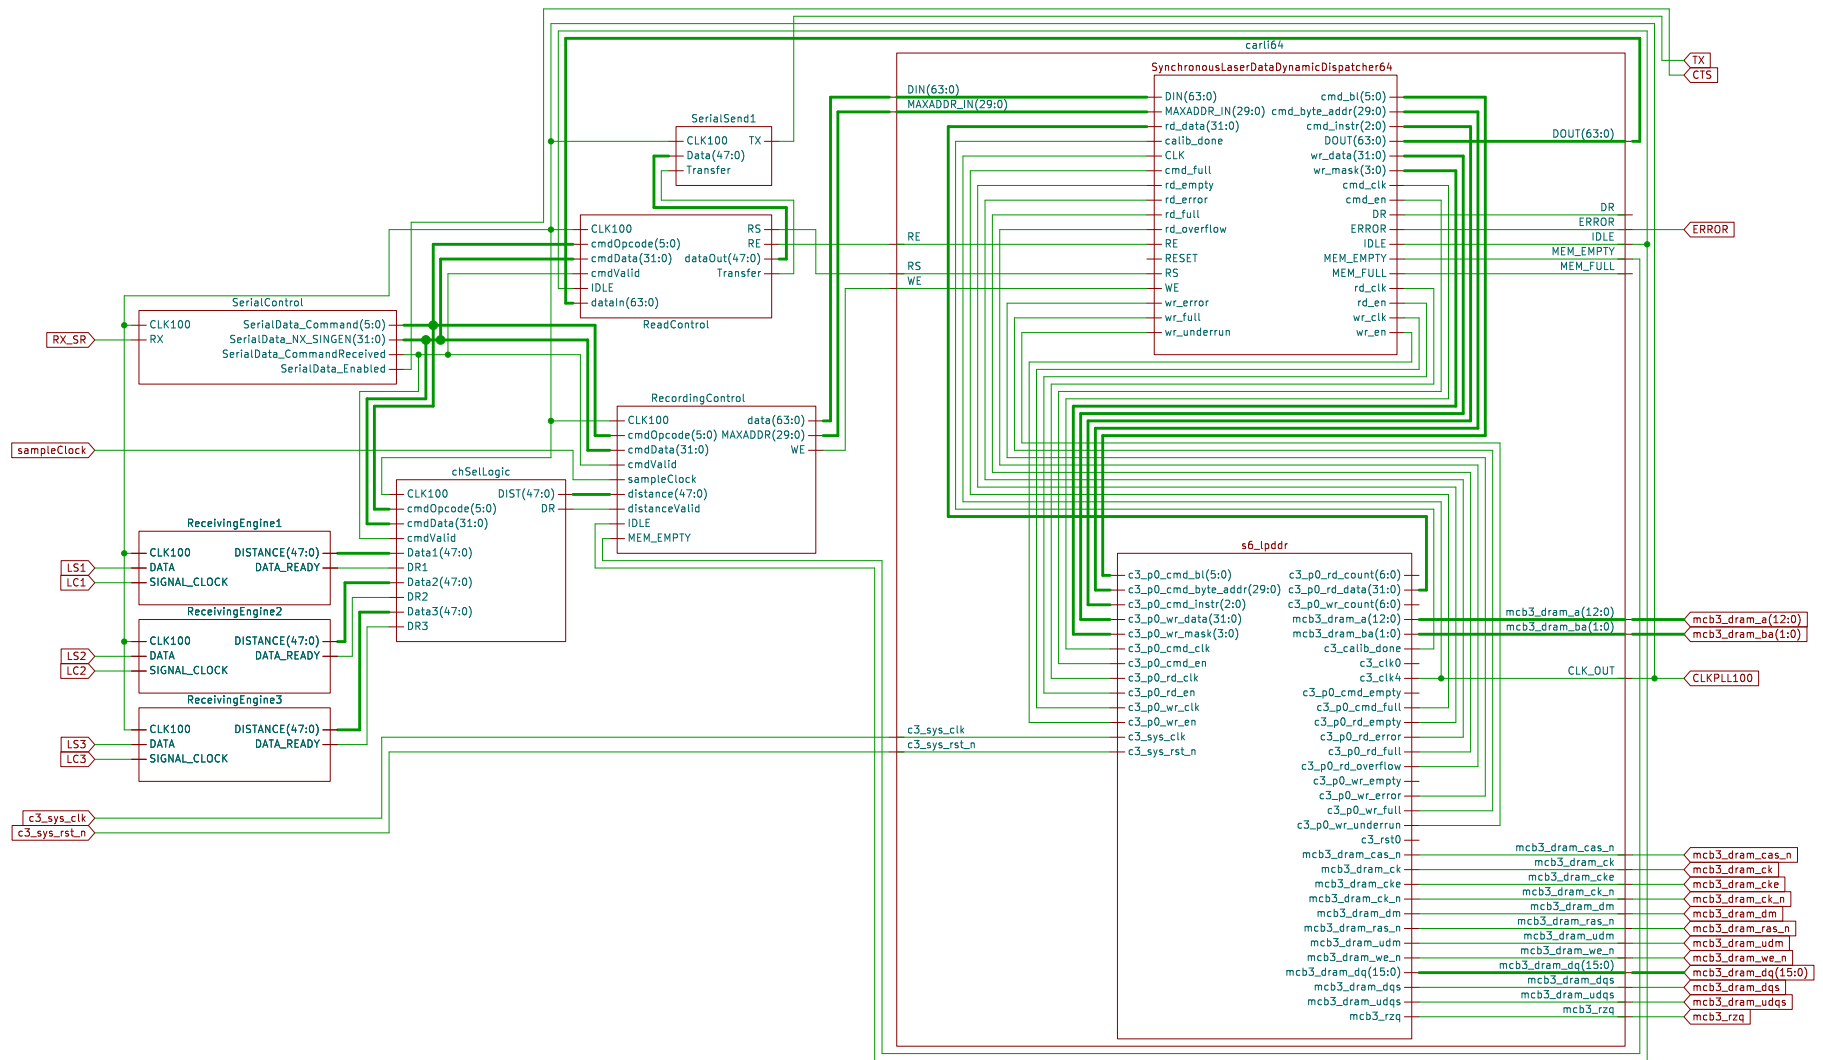 carli64
TX
CTS
SynchronousLaserDataDynamicDispatcher64
DIN(63:0)
MAXADDR_IN(29:0)
DIN(63:0)
MAXADDR_IN(29:0)
rd_data(31:0)
calib_done
CLK
cmd_full
rd_empty
rd_error
rd_full
rd_overflow
RE
RESET
RS
WE
wr_error
wr_full
wr_underrun
cmd_bl(5:0)
cmd_byte_addr(29:0)
cmd_instr(2:0)
DOUT(63:0)
wr_data(31:0)
wr_mask(3:0)
cmd_clk
cmd_en
DR
ERROR
IDLE
MEM_EMPTY
MEM_FULL
rd_clk
rd_en
wr_clk
wr_en
DOUT(63:0)
DR
ERROR
IDLE
MEM_EMPTY
MEM_FULL
ERROR
RE
RS
WE
SerialSend1
CLK100
Data(47:0)
Transfer
TX
CLK100
cmdOpcode(5:0)
cmdData(31:0)
cmdValid
IDLE
dataIn(63:0)
RS
RE
dataOut(47:0)
Transfer
ReadControl
SerialControl
RX_SR
CLK100
RX
SerialData_Command(5:0)
SerialData_NX_SINGEN(31:0)
SerialData_CommandReceived
SerialData_Enabled
RecordingControl
CLK100
cmdOpcode(5:0)
cmdData(31:0)
cmdValid
sampleClock
distance(47:0)
distanceValid
IDLE
MEM_EMPTY
data(63:0)
MAXADDR(29:0)
WE
sampleClock
chSelLogic
CLK100
cmdOpcode(5:0)
cmdData(31:0)
cmdValid
Data1(47:0)
DR1
Data2(47:0)
DR2
Data3(47:0)
DR3
DIST(47:0)
DR
ReceivingEngine1
CLK100
DATA
SIGNAL_CLOCK
DISTANCE(47:0)
DATA_READY
LS1
LC1
ReceivingEngine2
CLK100
DATA
SIGNAL_CLOCK
DISTANCE(47:0)
DATA_READY
LS2
LC2
ReceivingEngine3
CLK100
DATA
SIGNAL_CLOCK
DISTANCE(47:0)
DATA_READY
LS3
LC3
c3_sys_clk
c3_sys_rst_n
c3_sys_clk
c3_sys_rst_n
s6_lpddr
c3_p0_cmd_bl(5:0)
c3_p0_cmd_byte_addr(29:0)
c3_p0_cmd_instr(2:0)
c3_p0_wr_data(31:0)
c3_p0_wr_mask(3:0)
c3_p0_cmd_clk
c3_p0_cmd_en
c3_p0_rd_clk
c3_p0_rd_en
c3_p0_wr_clk
c3_p0_wr_en
c3_sys_clk
c3_sys_rst_n
c3_p0_rd_count(6:0)
c3_p0_rd_data(31:0)
c3_p0_wr_count(6:0)
mcb3_dram_a(12:0)
mcb3_dram_ba(1:0)
c3_calib_done
c3_clk0
c3_clk4
c3_p0_cmd_empty
c3_p0_cmd_full
c3_p0_rd_empty
c3_p0_rd_error
c3_p0_rd_full
c3_p0_rd_overflow
c3_p0_wr_empty
c3_p0_wr_error
c3_p0_wr_full
c3_p0_wr_underrun
c3_rst0
mcb3_dram_cas_n
mcb3_dram_ck
mcb3_dram_cke
mcb3_dram_ck_n
mcb3_dram_dm
mcb3_dram_ras_n
mcb3_dram_udm
mcb3_dram_we_n
mcb3_dram_dq(15:0)
mcb3_dram_dqs
mcb3_dram_udqs
mcb3_rzq
mcb3_dram_a(12:0)
mcb3_dram_ba(1:0)
CLK_OUT
mcb3_dram_cas_n
mcb3_dram_ck
mcb3_dram_cke
mcb3_dram_ck_n
mcb3_dram_dm
mcb3_dram_ras_n
mcb3_dram_udm
mcb3_dram_we_n
mcb3_dram_dq(15:0)
mcb3_dram_dqs
mcb3_dram_udqs
mcb3_rzq
mcb3_dram_a(12:0)
mcb3_dram_ba(1:0)
CLKPLL100
mcb3_dram_cas_n
mcb3_dram_ck
mcb3_dram_cke
mcb3_dram_ck_n
mcb3_dram_dm
mcb3_dram_ras_n
mcb3_dram_udm
mcb3_dram_we_n
mcb3_dram_dq(15:0)
mcb3_dram_dqs
mcb3_dram_udqs
mcb3_rzq